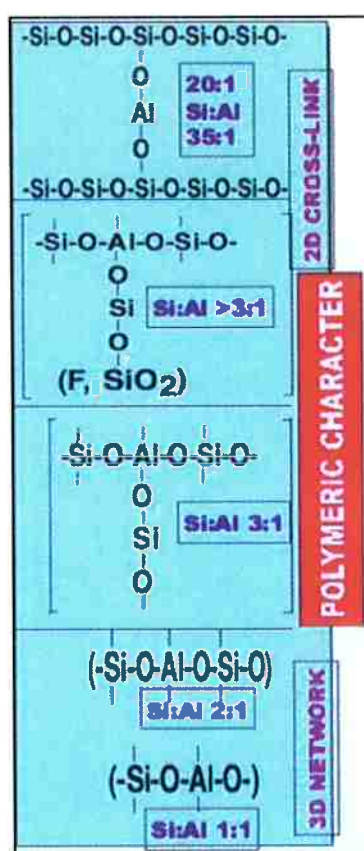 -Si-O-Si-O-Si-O-Si-O-Si-O-
O
Al
O
20:1
Si:Al
35:1
-Si-O-Si-O-Si-O-Si-O-Si-O-
2D CROSS-LINK
-Si-O-Al-O-Si-O-
O
Si
O
(F, SiO2)
Si:Al >3:1
POLYMERIC CHARACTER
-Si-O-Al-O-Si-O-
O
Si
O
Si:Al 3:1
(-Si-O-Al-O-Si-O)
Si:Al 2:1
(-Si-O-Al-O-)
Si:Al 1:1
3D NETWORK